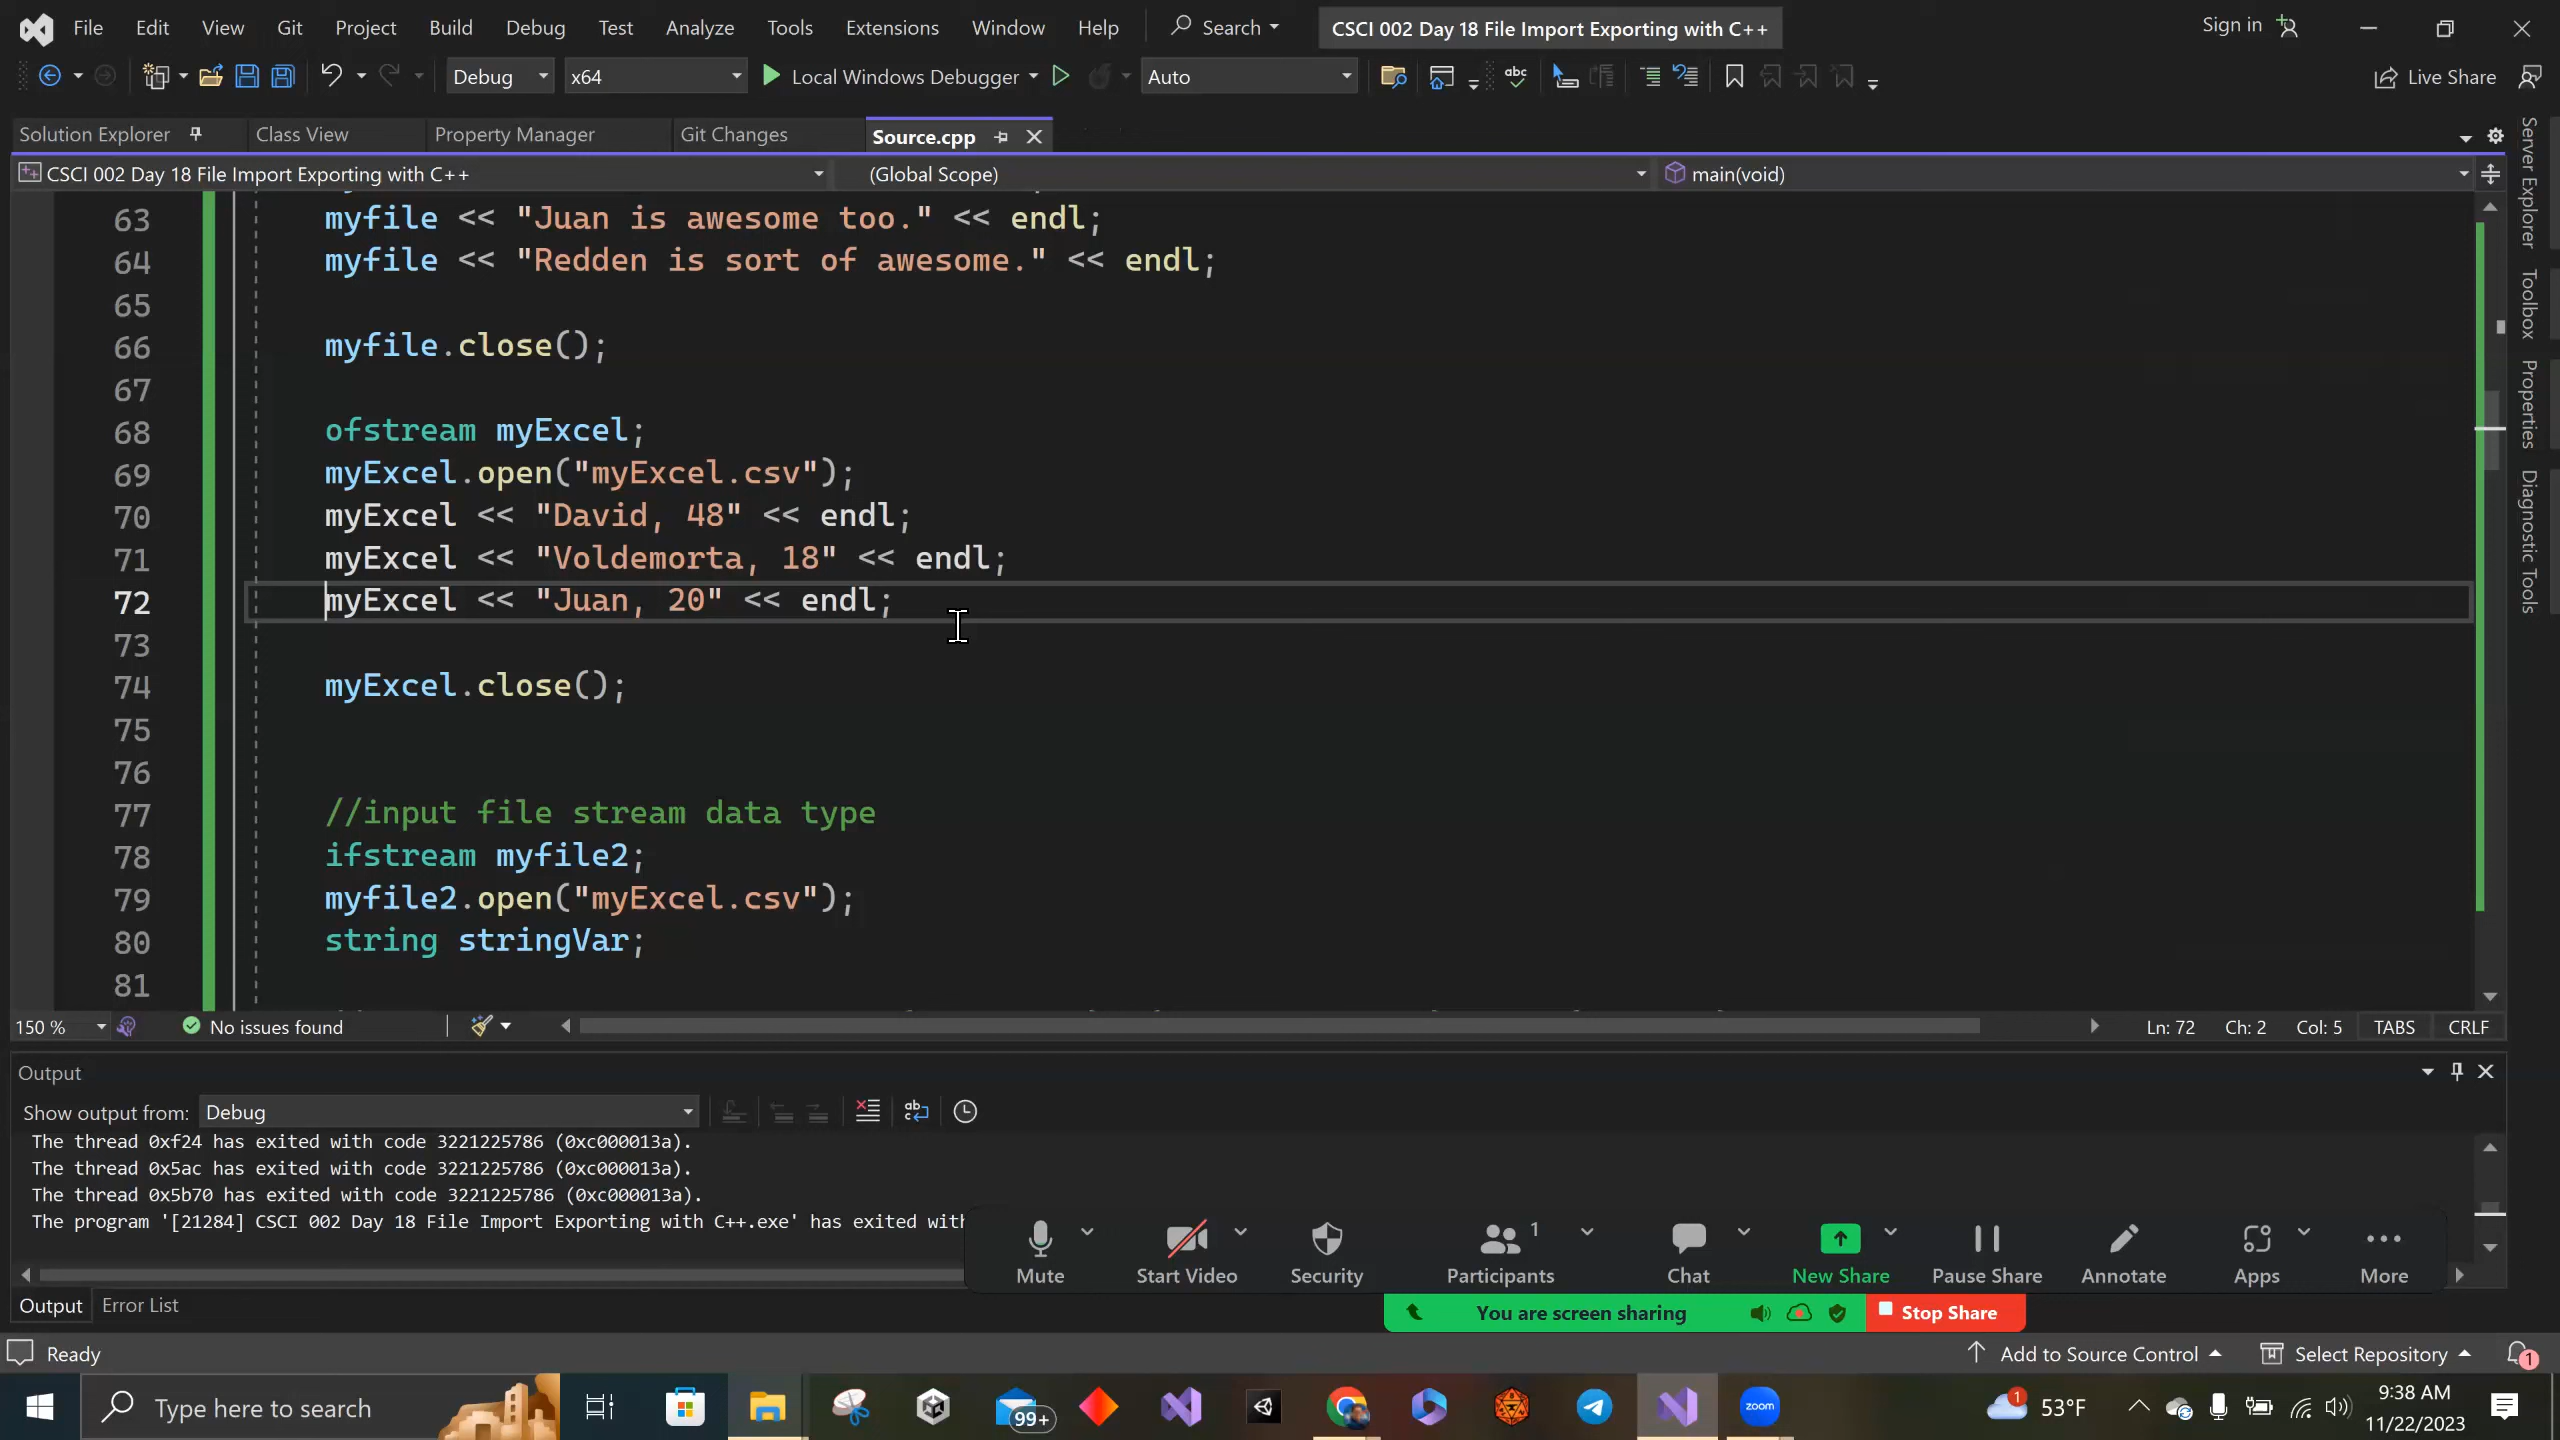 File Edit View Git Project Build Debug Test Analyze Tools Extensions Window Help Search CSCI 002 Day 18 File Import Exporting with C++ Sign in
Debug x64 Local Windows Debugger Auto Live Share
Solution Explorer Class View Property Manager Git Changes Source.cpp
CSCI 002 Day 18 File Import Exporting with C++ (Global Scope) main(void)
63 myfile << "Juan is awesome too." << endl;
64 myfile << "Redden is sort of awesome." << endl;
65
66 myfile.close();
67
68 ofstream myExcel;
69 myExcel.open("myExcel.csv");
70 myExcel << "David, 48" << endl;
71 myExcel << "Voldemorta, 18" << endl;
72 myExcel << "Juan, 20" << endl;
73
74 myExcel.close();
75
76
77 //input file stream data type
78 ifstream myfile2;
79 myfile2.open("myExcel.csv");
80 string stringVar;
81
Server Explorer
Toolbox
Properties
Diagnostic Tools
150 % No issues found Ln: 72 Ch: 2 Col: 5 TABS CRLF
Output
Show output from: Debug
The thread 0xf24 has exited with code 3221225786 (0xc000013a).
The thread 0x5ac has exited with code 3221225786 (0xc000013a).
The thread 0x5b70 has exited with code 3221225786 (0xc000013a).
The program '[21284] CSCI 002 Day 18 File Import Exporting with C++.exe' has exited with
1
Mute Start Video Security Participants Chat New Share Pause Share Annotate Apps More
Output Error List
You are screen sharing Stop Share
Ready Add to Source Control Select Repository 1
Type here to search 99+ zoom 1 53°F 9:38 AM
11/22/2023